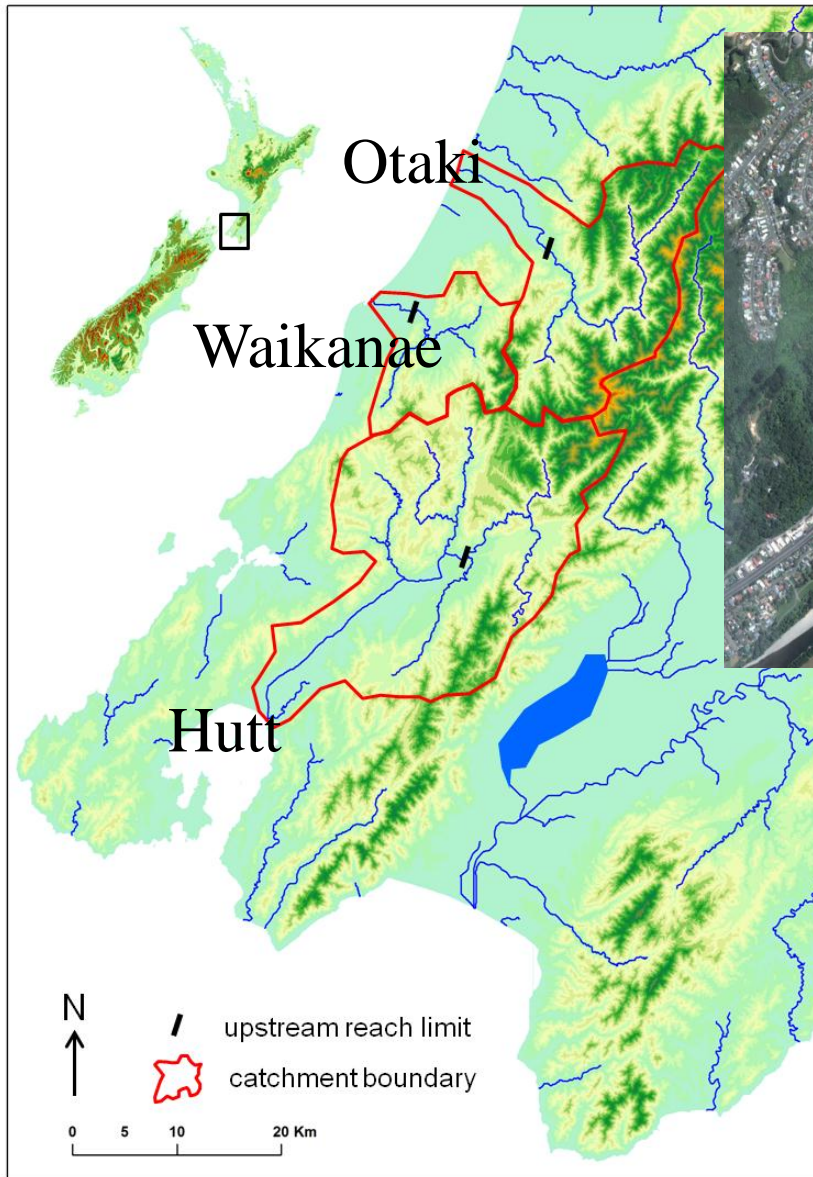 Otaki
Waikanae
Hutt
N
upstream reach limit
catchment boundary
0 5 10 20 Km